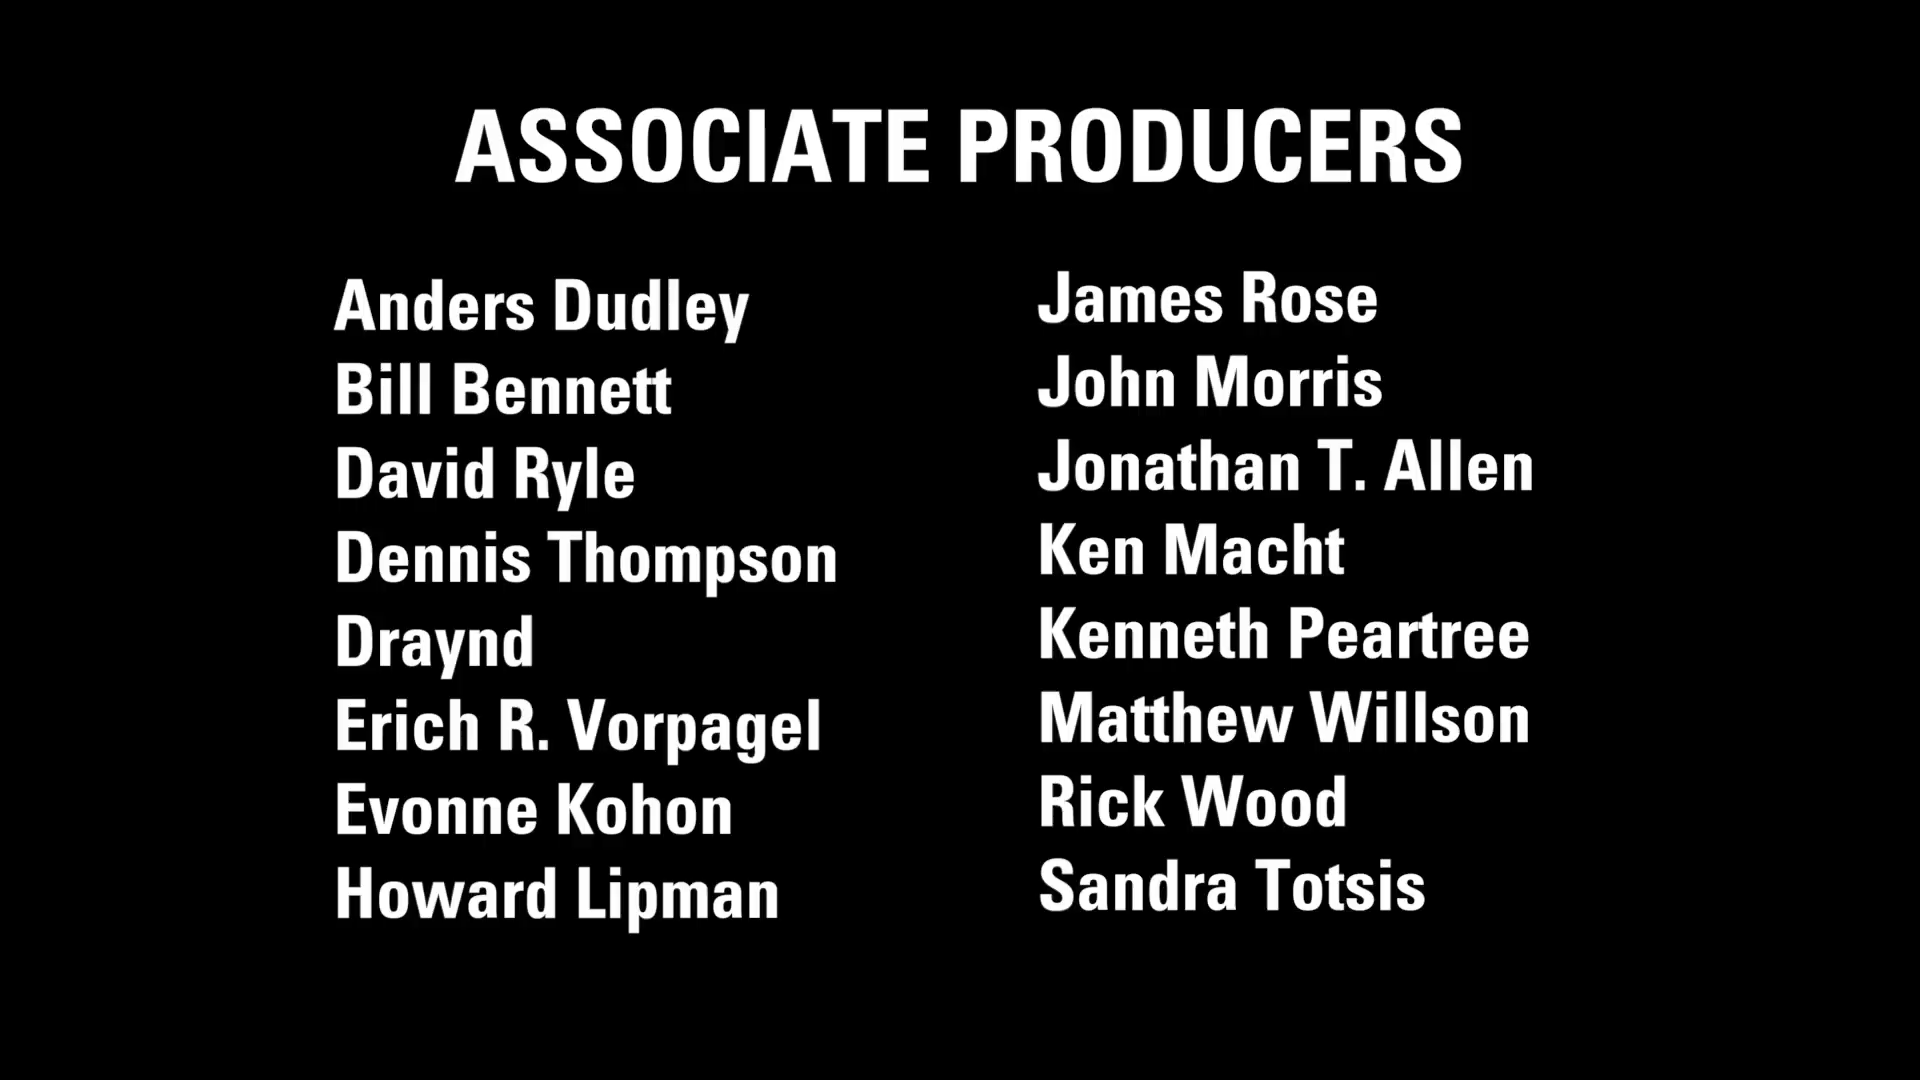 ASSOCIATE PRODUCERS
Anders Dudley
Bill Bennett
David Ryle
Dennis Thompson
Draynd
Erich R. Vorpagel
Evonne Kohon
Howard Lipman
James Rose
John Morris
Jonathan T. Allen
Ken Macht
Kenneth Peartree
Matthew Willson
Rick Wood
Sandra Totsis